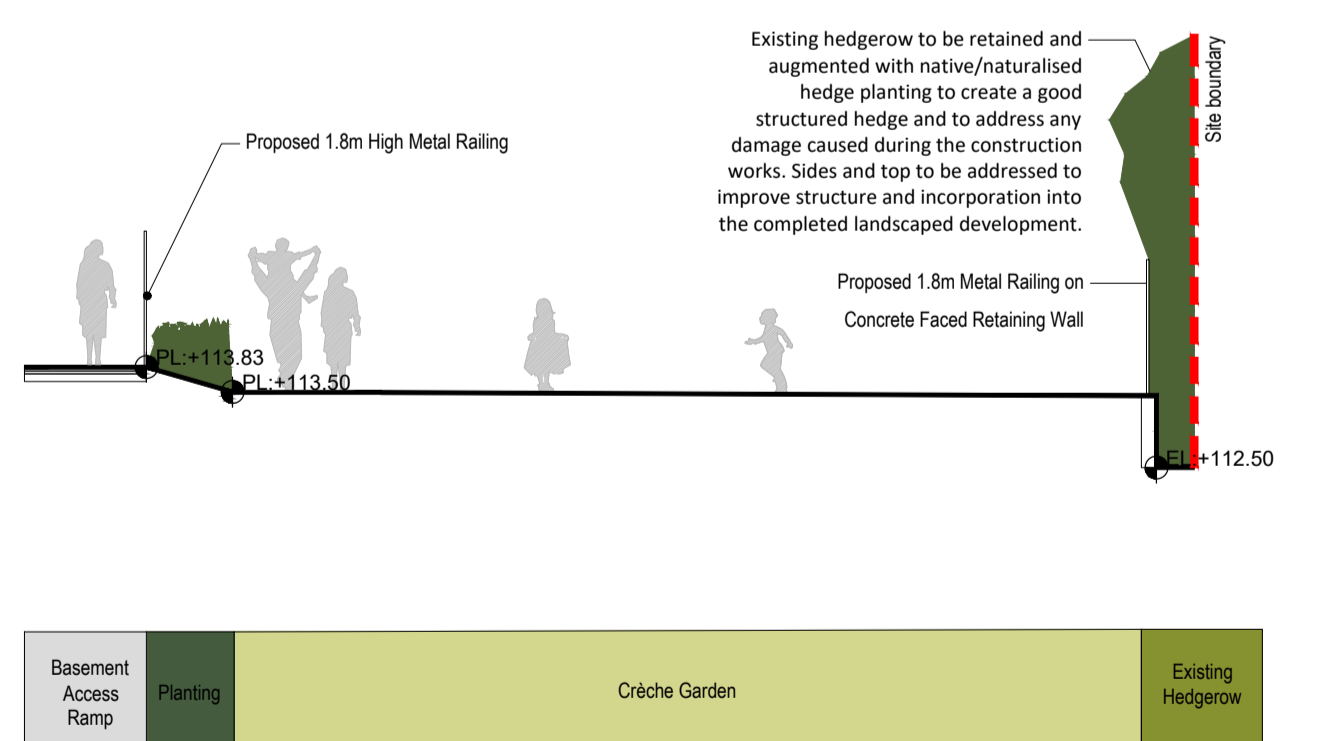 Existing hedgerow to be retained and
augmented with native/naturalised
hedge planting to create a good
structured hedge and to address any
damage caused during the construction
works. Sides and top to be addressed to
improve structure and incorporation into
the completed landscaped development.
Site boundary
Proposed 1.8m High Metal Railing
Proposed 1.8m Metal Railing on
Concrete Faced Retaining Wall
PL:+113.83
PL:+113.50
EL:+112.50
Basement
Access
Ramp
Planting
Crèche Garden
Existing
Hedgerow